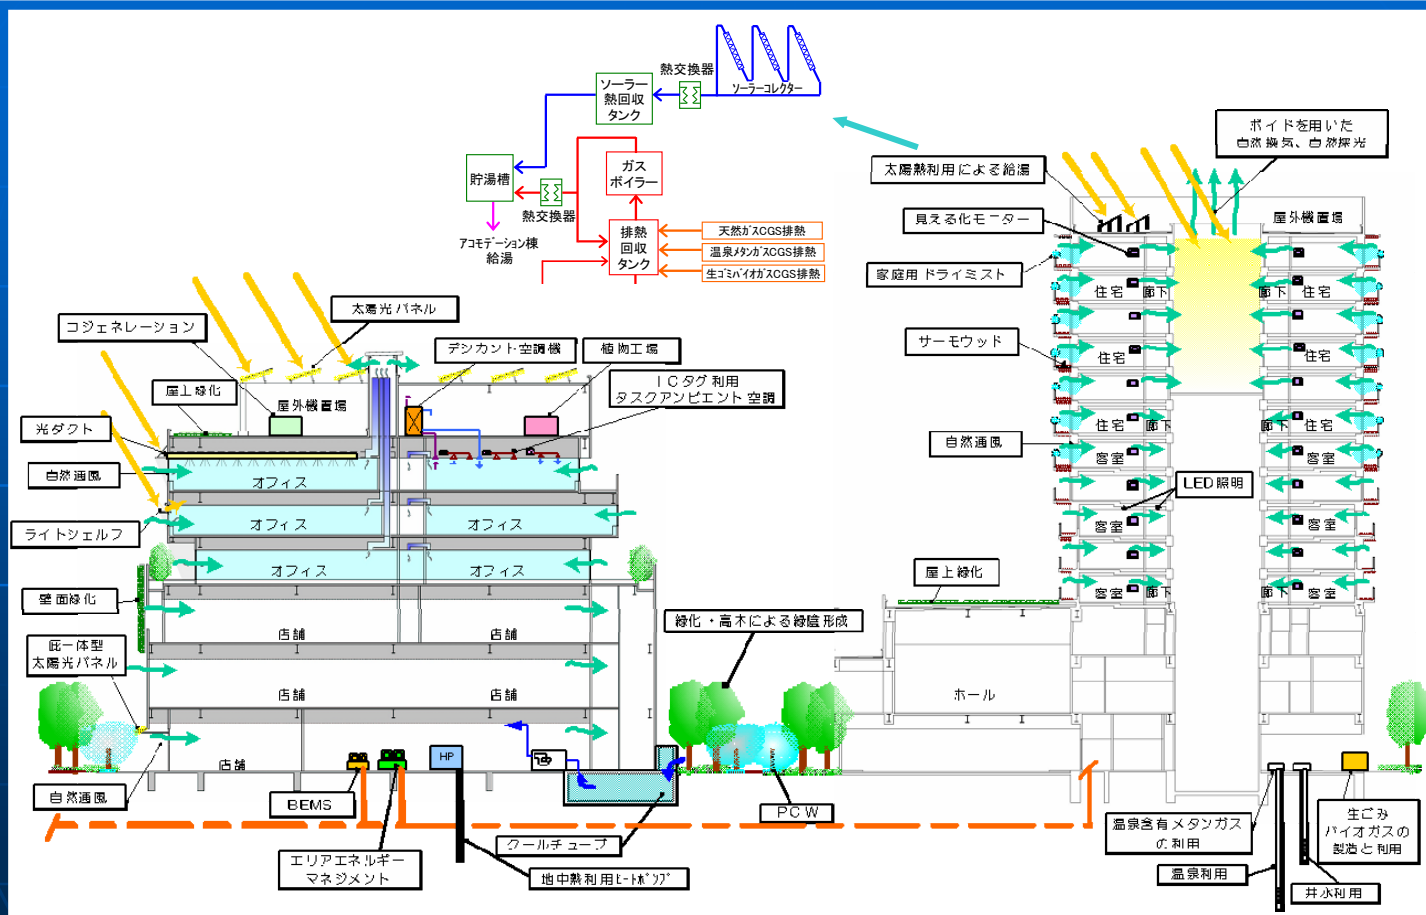 熱交換器
ソーラー
熱回収
タンク
ソーラーコレクター
ガス
ボイラー
貯湯槽
熱交換器
排熱
回収
タンク
天然ガスCGS排熱
温泉メタンガスCGS排熱
生ゴミバイオガスCGS排熱
アコモデーション棟
給湯
ボイドを用いた
自然換気、自然採光
太陽熱利用による給湯
見える化モニター
屋外機置場
家庭用ドライミスト
住宅
廊下
廊下
住宅
サーモウッド
住宅
住宅
住宅
廊下
廊下
住宅
自然通風
客室
客室
LED照明
客室
客室
客室
廊下
廊下
客室
屋上緑化
ホール
太陽光パネル
コジェネレーション
デシカント空調機
植物工場
ICタグ利用
タスクアンビエント空調
屋上緑化
屋外機置場
光ダクト
自然通風
オフィス
ライトシェルフ
オフィス
オフィス
オフィス
オフィス
壁面緑化
店舗
店舗
庇一体型
太陽光パネル
店舗
店舗
緑化・高木による緑陰形成
店舗
HP
自然通風
BEMS
エリアエネルギー
マネジメント
クールチューブ
地中熱利用ヒートポンプ
PCW
温泉含有メタンガス
の利用
生ごみ
バイオガスの
製造と利用
温泉利用
井水利用